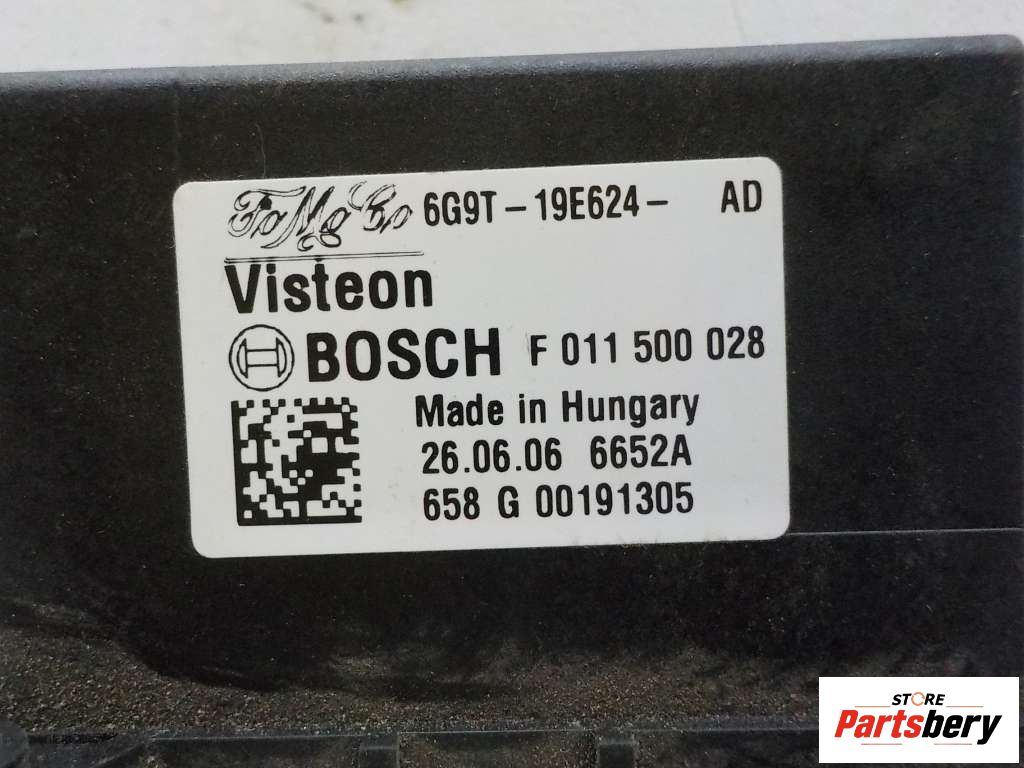 FoMoCo 6G9T - 19E624 - AD
Visteon
BOSCH F 011 500 028
Made in Hungary
26.06.06 6652A
658 G 00191305
STORE
Partsbery